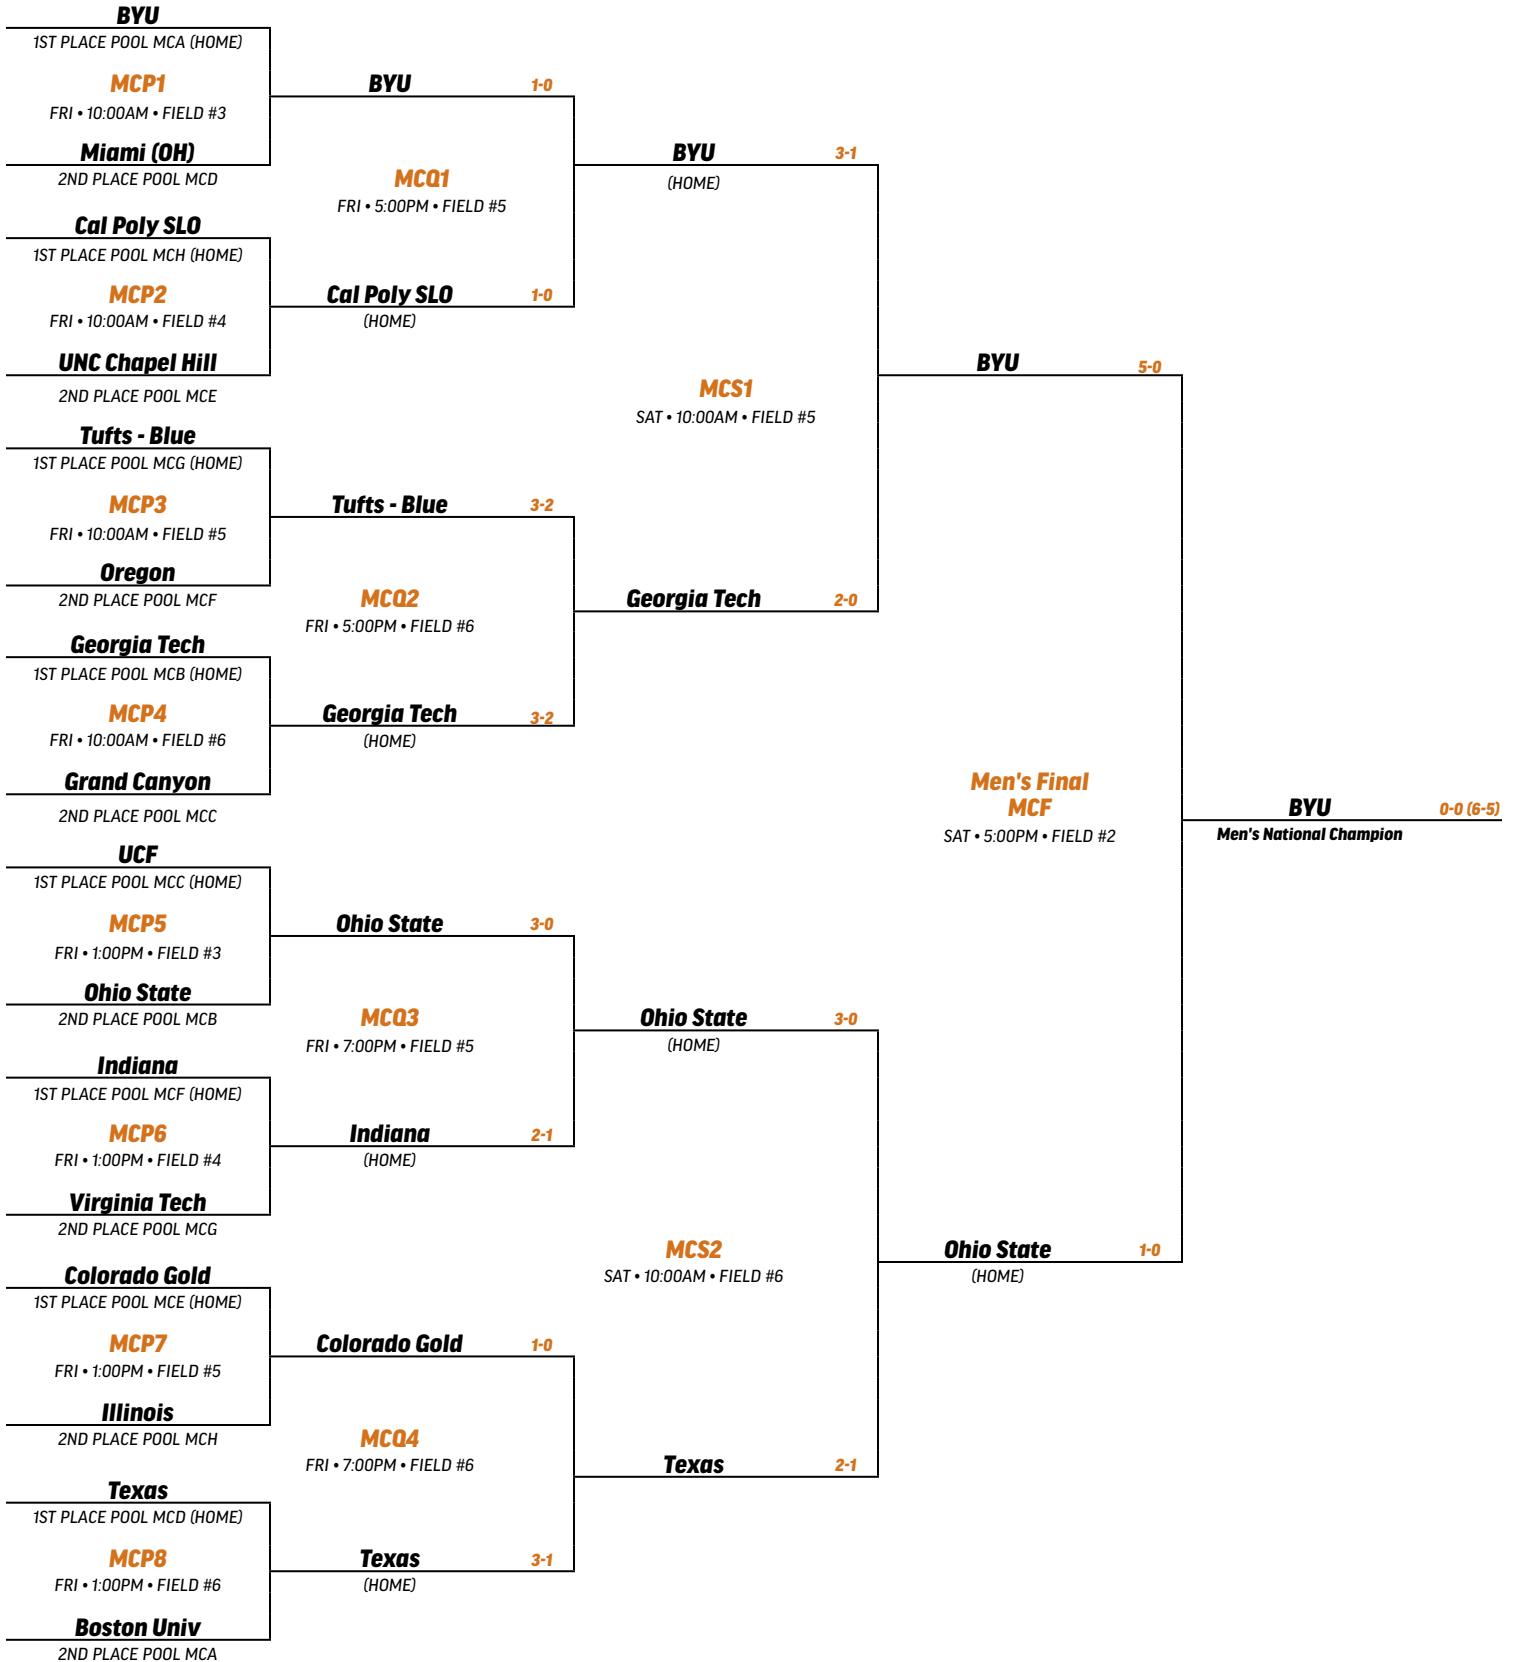 BYU
1ST PLACE POOL MCA (HOME)
MCP1
FRI • 10:00AM • FIELD #3
Miami (OH)
2ND PLACE POOL MCD
Cal Poly SLO
1ST PLACE POOL MCH (HOME)
MCP2
FRI • 10:00AM • FIELD #4
UNC Chapel Hill
2ND PLACE POOL MCE
Tufts - Blue
1ST PLACE POOL MCG (HOME)
MCP3
FRI • 10:00AM • FIELD #5
Oregon
2ND PLACE POOL MCF
Georgia Tech
1ST PLACE POOL MCB (HOME)
MCP4
FRI • 10:00AM • FIELD #6
Grand Canyon
2ND PLACE POOL MCC
UCF
1ST PLACE POOL MCC (HOME)
MCP5
FRI • 1:00PM • FIELD #3
Ohio State
2ND PLACE POOL MCB
Indiana
1ST PLACE POOL MCF (HOME)
MCP6
FRI • 1:00PM • FIELD #4
Virginia Tech
2ND PLACE POOL MCG
Colorado Gold
1ST PLACE POOL MCE (HOME)
MCP7
FRI • 1:00PM • FIELD #5
Illinois
2ND PLACE POOL MCH
Texas
1ST PLACE POOL MCD (HOME)
MCP8
FRI • 1:00PM • FIELD #6
Boston Univ
2ND PLACE POOL MCA
BYU 1-0
MCQ1
FRI • 5:00PM • FIELD #5
Cal Poly SLO 1-0
(HOME)
Tufts - Blue 3-2
MCQ2
FRI • 5:00PM • FIELD #6
Georgia Tech 3-2
(HOME)
Ohio State 3-0
MCQ3
FRI • 7:00PM • FIELD #5
Indiana 2-1
(HOME)
Colorado Gold 1-0
MCQ4
FRI • 7:00PM • FIELD #6
Texas 3-1
(HOME)
BYU 3-1
(HOME)
MCS1
SAT • 10:00AM • FIELD #5
Georgia Tech 2-0
Ohio State 3-0
(HOME)
MCS2
SAT • 10:00AM • FIELD #6
Texas 2-1
BYU 5-0
Men's Final
MCF
SAT • 5:00PM • FIELD #2
Ohio State 1-0
(HOME)
BYU 0-0 (6-5)
Men's National Champion